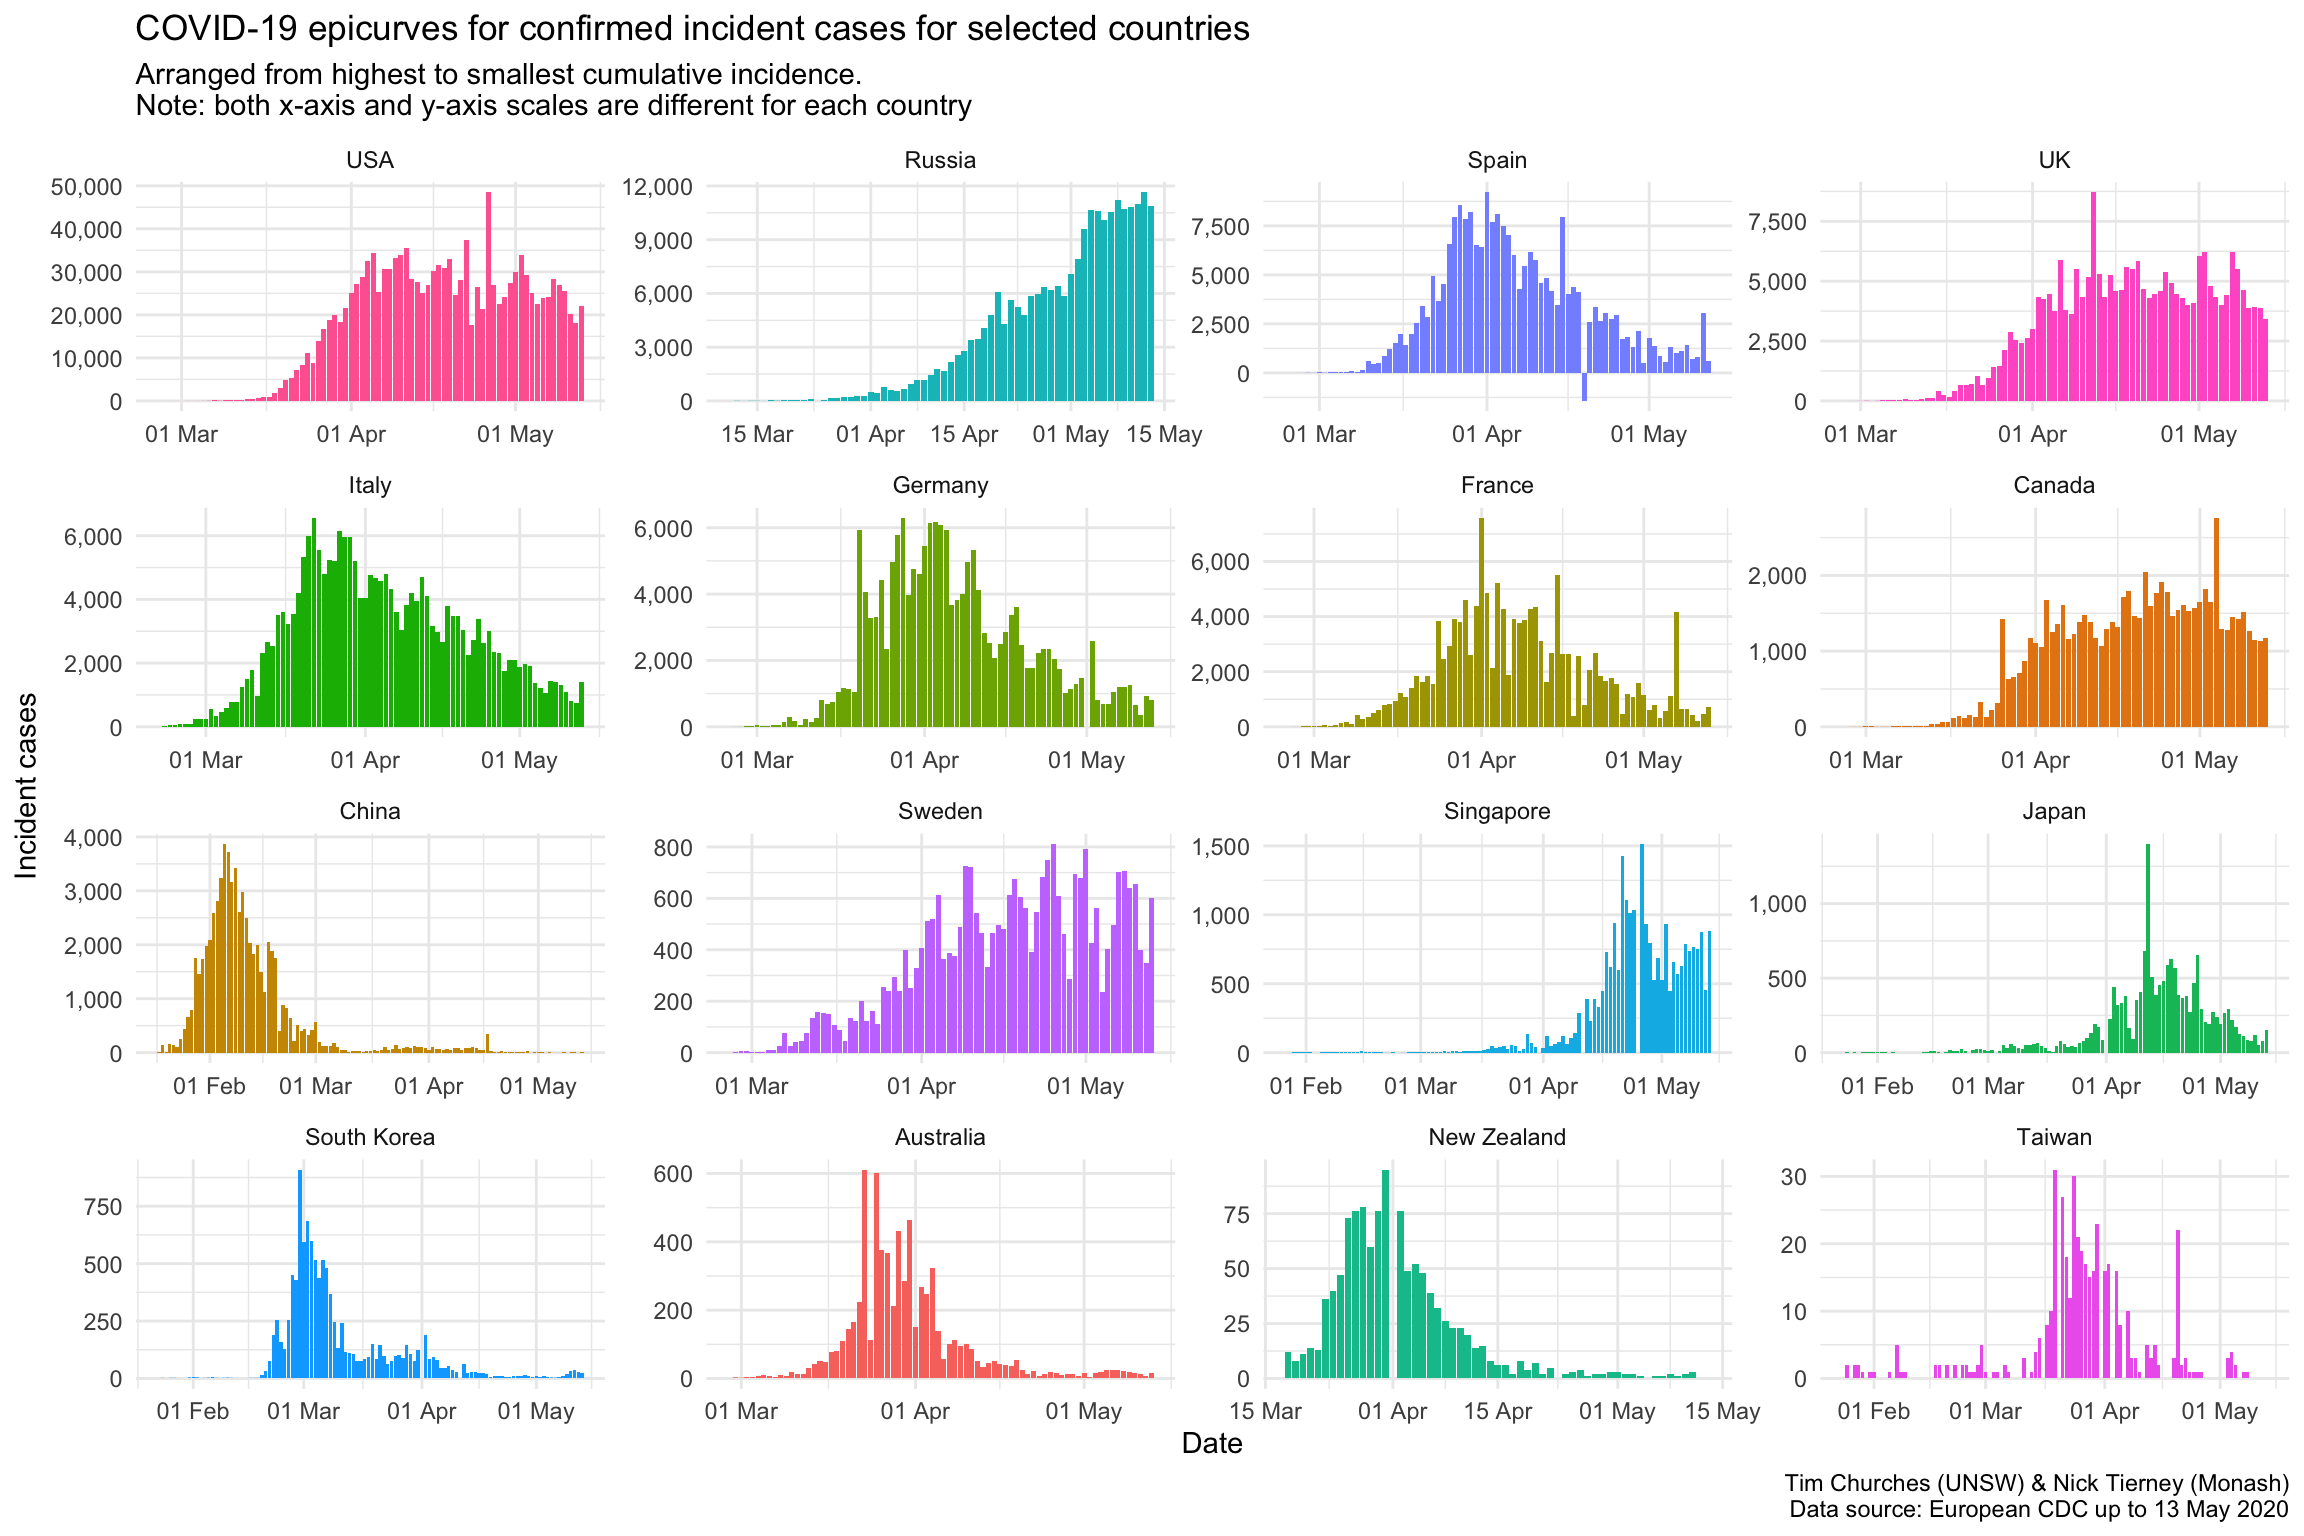 COVID-19 epicurves for confirmed incident cases for selected countries
Arranged from highest to smallest cumulative incidence.
Note: both x-axis and y-axis scales are different for each country
Incident cases
USA
50,000
40,000
30,000
20,000
10,000
0
01 Mar
01 Apr
01 May
Russia
12,000
9,000
6,000
3,000
0
15 Mar
01 Apr
15 Apr
01 May
15 May
Spain
7,500
5,000
2,500
0
01 Mar
01 Apr
01 May
UK
7,500
5,000
2,500
0
01 Mar
01 Apr
01 May
Italy
6,000
4,000
2,000
0
01 Mar
01 Apr
01 May
Germany
6,000
4,000
2,000
0
01 Mar
01 Apr
01 May
France
6,000
4,000
2,000
0
01 Mar
01 Apr
01 May
Canada
2,000
1,000
0
01 Mar
01 Apr
01 May
China
4,000
3,000
2,000
1,000
0
01 Feb
01 Mar
01 Apr
01 May
Sweden
800
600
400
200
0
01 Mar
01 Apr
01 May
Singapore
1,500
1,000
500
0
01 Feb
01 Mar
01 Apr
01 May
Japan
1,000
500
0
01 Feb
01 Mar
01 Apr
01 May
South Korea
750
500
250
0
01 Feb
01 Mar
01 Apr
01 May
Australia
600
400
200
0
01 Mar
01 Apr
01 May
New Zealand
75
50
25
0
15 Mar
01 Apr
15 Apr
01 May
15 May
Taiwan
30
20
10
0
01 Feb
01 Mar
01 Apr
01 May
Date
Tim Churches (UNSW) & Nick Tierney (Monash)
Data source: European CDC up to 13 May 2020